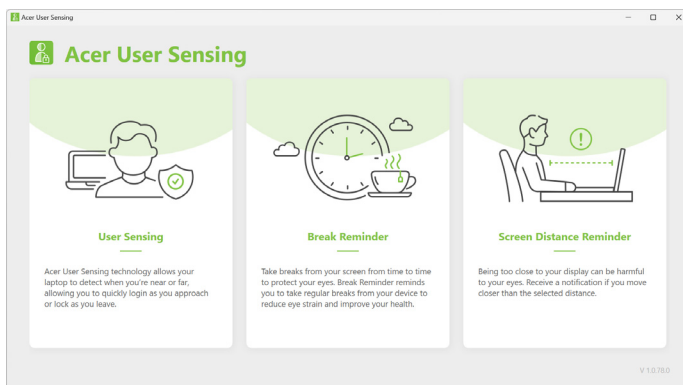 Acer User Sensing
Acer User Sensing
User Sensing
Acer User Sensing technology allows your
laptop to detect when you're near or far,
allowing you to quickly login as you approach
or lock as you leave.
Break Reminder
Take breaks from your screen from time to time
to protect your eyes. Break Reminder reminds
you to take regular breaks from your device to
reduce eye strain and improve your health.
Screen Distance Reminder
Being too close to your display can be harmful
to your eyes. Receive a notification if you move
closer than the selected distance.
V 1.0.78.0